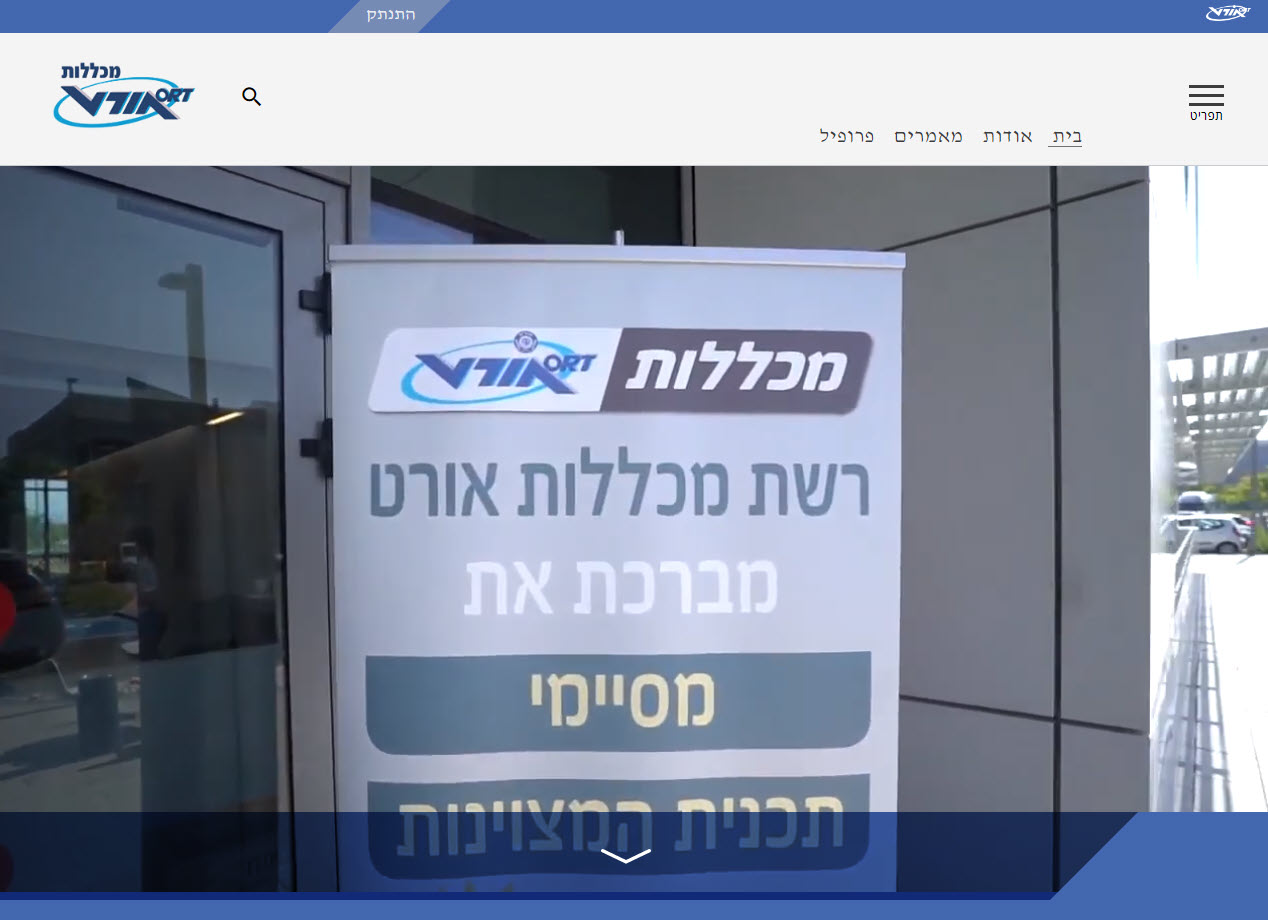 התנתק
ORT אורט
מכללות
ORT אורט
תפריט
בית אודות מאמרים פרופיל
מכללות ORT אורט
רשת מכללות אורט
מברכת את
מסיימי
תכנית המצוינות